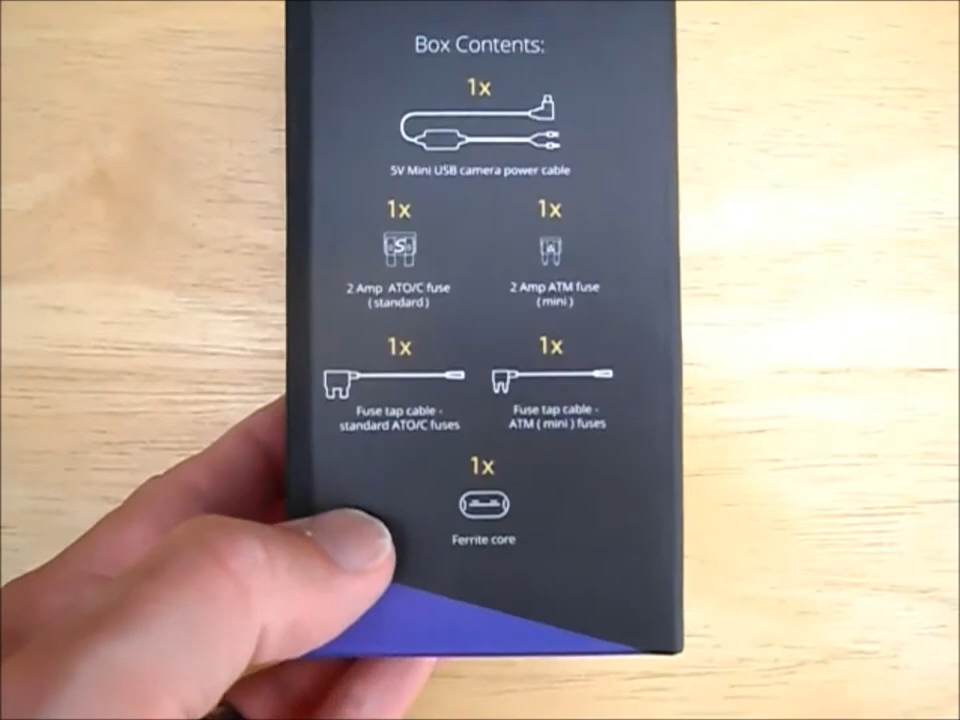 Box Contents:
1x
5V Mini USB camera power cable
1x 1x
S A
2 Amp ATO/C fuse 2 Amp ATM fuse
(standard) (mini)
1x 1x
Fuse tap cable - Fuse tap cable -
standard ATO/C fuses ATM ( mini ) fuses
1x
Ferrite core